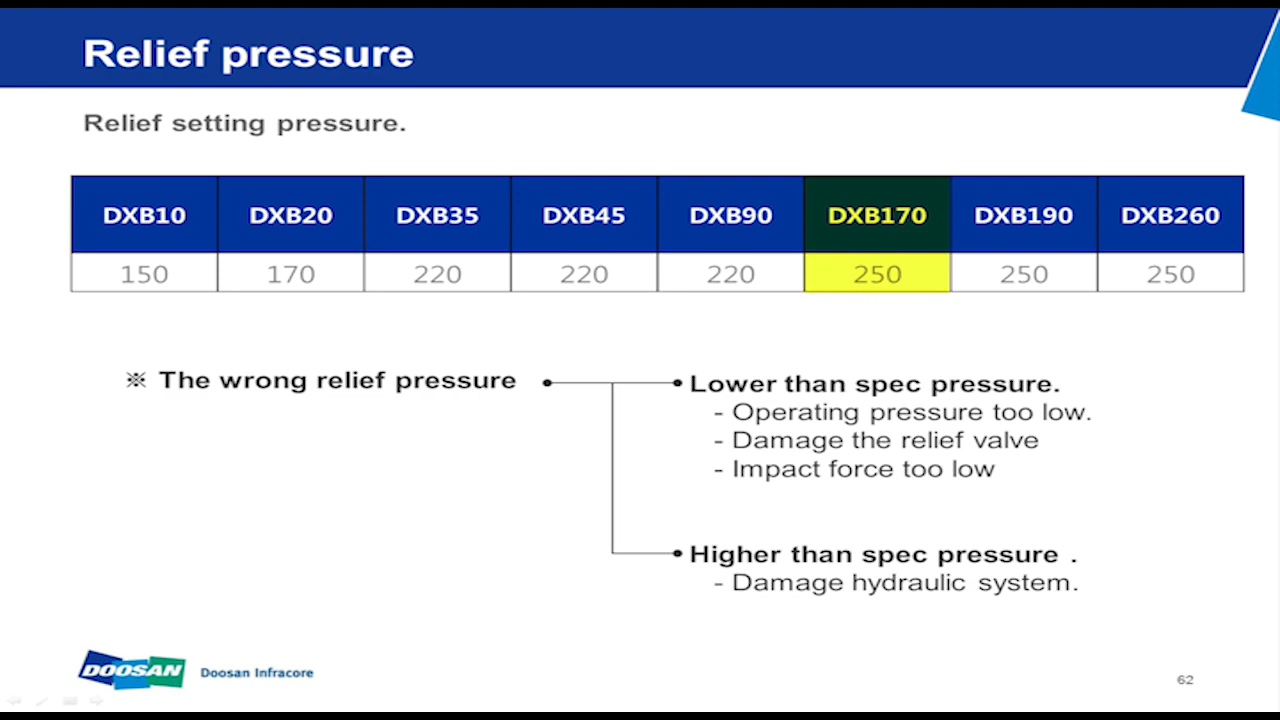 Relief pressure
Relief setting pressure.
DXB10 DXB20 DXB35 DXB45 DXB90 DXB170 DXB190 DXB260
150 170 220 220 220 250 250 250
※ The wrong relief pressure
Lower than spec pressure.
- Operating pressure too low.
- Damage the relief valve
- Impact force too low
Higher than spec pressure .
- Damage hydraulic system.
DOOSAN Doosan Infracore
62